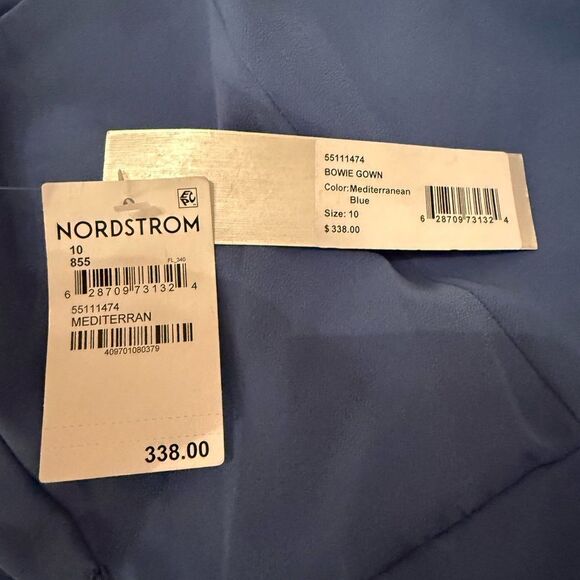 55111474
BOWIE GOWN
Color:Mediterranean
Blue
Size: 10
$ 338.00
6 28709 73132 4
NORDSTROM
10
855
FL_240
6 28709 73132 4
55111474
MEDITERRAN
409701080379
338.00